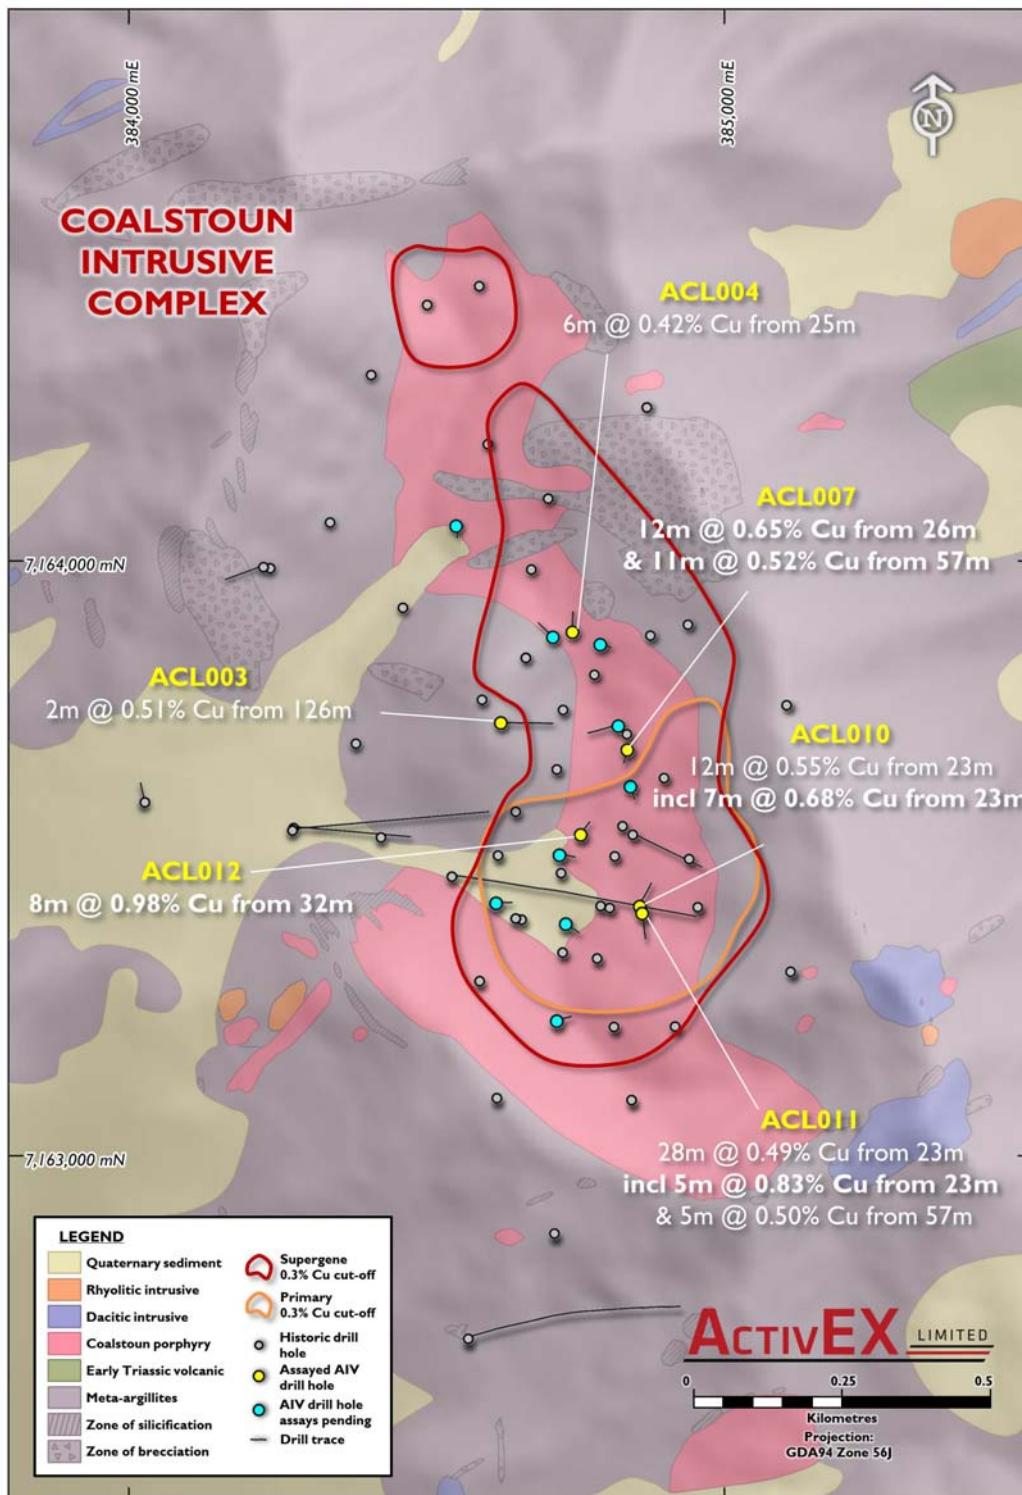 384,000 mE
385,000 mE
N
COALSTOUN
INTRUSIVE
COMPLEX
ACL004
6m @ 0.42% Cu from 25m
ACL007
12m @ 0.65% Cu from 26m
& 11m @ 0.52% Cu from 57m
7,164,000 mN
ACL003
2m @ 0.51% Cu from 126m
ACL010
12m @ 0.55% Cu from 23m
incl 7m @ 0.68% Cu from 23m
ACL012
8m @ 0.98% Cu from 32m
ACL011
28m @ 0.49% Cu from 23m
incl 5m @ 0.83% Cu from 23m
& 5m @ 0.50% Cu from 57m
7,163,000 mN
LEGEND
Quaternary sediment
Rhyolitic intrusive
Dacitic intrusive
Coalstoun porphyry
Early Triassic volcanic
Meta-argillites
Zone of silicification
Zone of brecciation
Supergene
0.3% Cu cut-off
Primary
0.3% Cu cut-off
Historic drill
hole
Assayed AIV
drill hole
AIV drill hole
assays pending
Drill trace
ACTIVEX LIMITED
0 0.25 0.5
Kilometres
Projection:
GDA94 Zone 56J